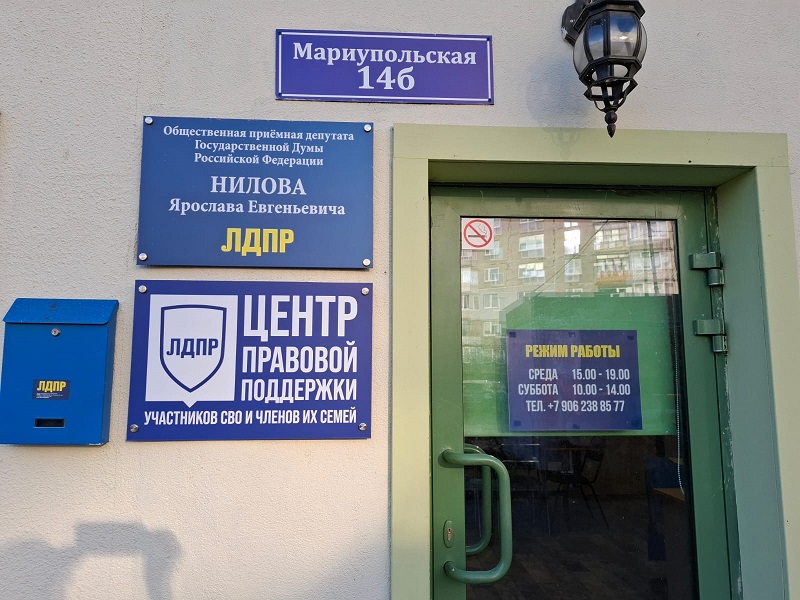 Мариупольская
14б
Общественная приёмная депутата
Государственной Думы
Российской Федерации
НИЛОВА
Ярослава Евгеньевича
ЛДПР
ЛДПР
ЦЕНТР
ПРАВОВОЙ
ПОДДЕРЖКИ
УЧАСТНИКОВ СВО И ЧЛЕНОВ ИХ СЕМЕЙ
ЛДПР
РЕЖИМ РАБОТЫ
СРЕДА 15.00 - 19.00
СУББОТА 10.00 - 14.00
ТЕЛ. +7 906 238 85 77